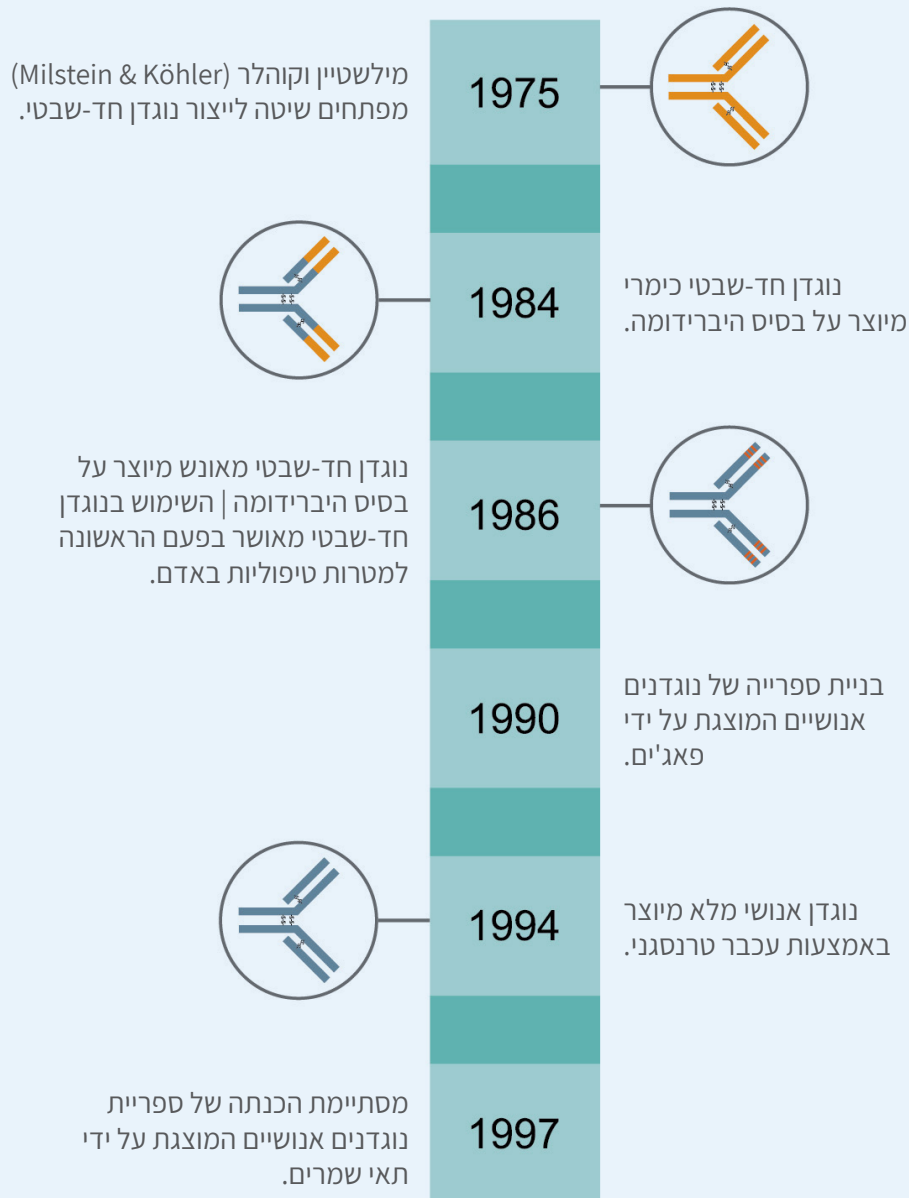 מילשטיין וקוהלר (Milstein & Köhler)
מפתחים שיטה לייצור נוגדן חד-שבטי.
1975
1984
נוגדן חד-שבטי כימרי
מיוצר על בסיס היברידומה.
נוגדן חד-שבטי מאונש מיוצר על
בסיס היברידומה | השימוש בנוגדן
חד-שבטי מאושר בפעם הראשונה
למטרות טיפוליות באדם.
1986
1990
בניית ספרייה של נוגדנים
אנושיים המוצגת על ידי
פאג'ים.
1994
נוגדן אנושי מלא מיוצר
באמצעות עכבר טרנסגני.
מסתיימת הכנתה של ספריית
נוגדנים אנושיים המוצגת על ידי
תאי שמרים.
1997